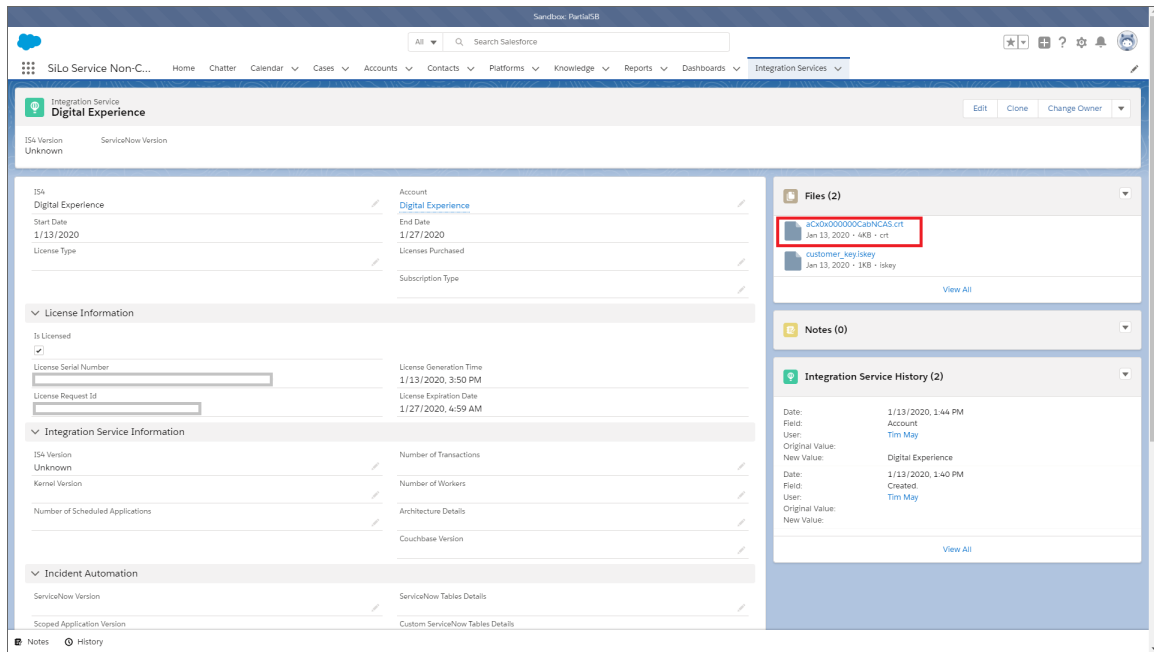 Sandbox: PartialSB
All
Search Salesforce
SiLo Service Non-C...
Home Chatter Calendar Cases Accounts Contacts Platforms Knowledge Reports Dashboards Integration Services
Integration Service
Digital Experience
Edit Clone Change Owner
IS4 Version ServiceNow Version
Unknown
IS4
Digital Experience
Account
Digital Experience
Start Date
1/13/2020
End Date
1/27/2020
License Type
Licenses Purchased
Subscription Type
License Information
Is Licensed
License Serial Number
License Generation Time
1/13/2020, 3:50 PM
License Request Id
License Expiration Date
1/27/2020, 4:59 AM
Integration Service Information
IS4 Version
Unknown
Number of Transactions
Kernel Version
Number of Workers
Number of Scheduled Applications
Architecture Details
Couchbase Version
Incident Automation
ServiceNow Version
ServiceNow Tables Details
Scoped Application Version
Custom ServiceNow Tables Details
Files (2)
aCx0x000000CabNCAS.crt
Jan 13, 2020 • 4KB • crt
customer_key.iskey
Jan 13, 2020 • 1KB • iskey
View All
Notes (0)
Integration Service History (2)
Date: 1/13/2020, 1:44 PM
Field: Account
User: Tim May
Original Value:
New Value: Digital Experience
Date: 1/13/2020, 1:40 PM
Field: Created.
User: Tim May
Original Value:
New Value:
View All
Notes History